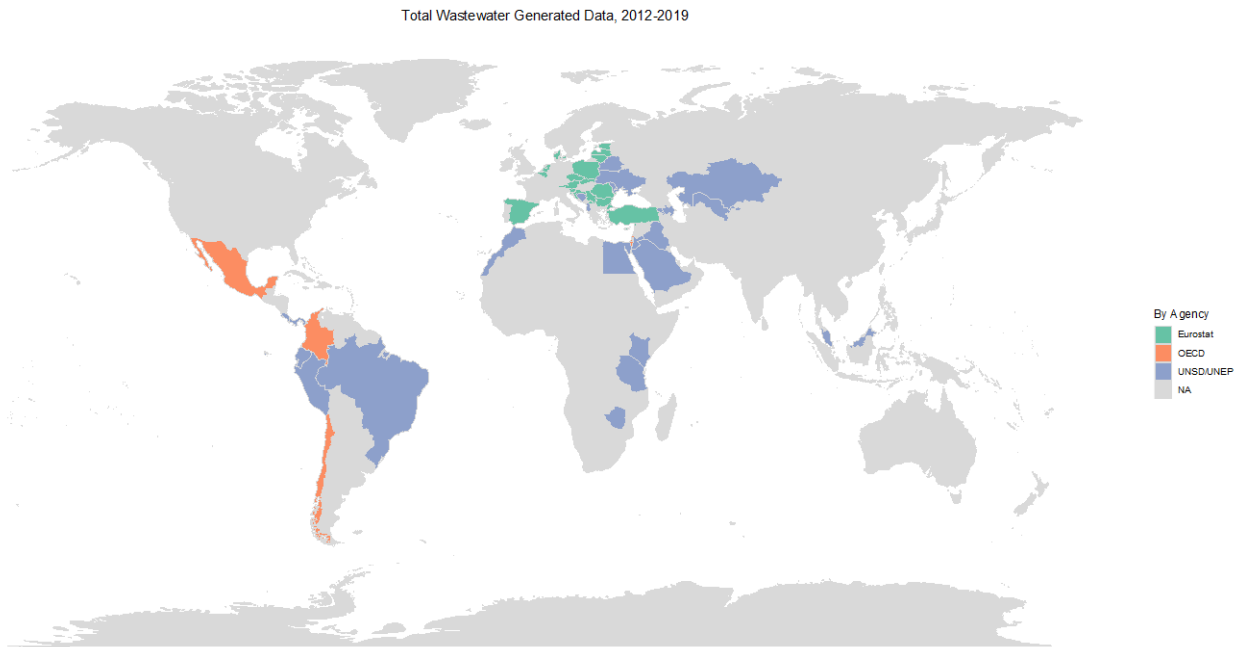 Total Wastewater Generated Data, 2012-2019
By Agency
Eurostat
OECD
UNSD/UNEP
NA